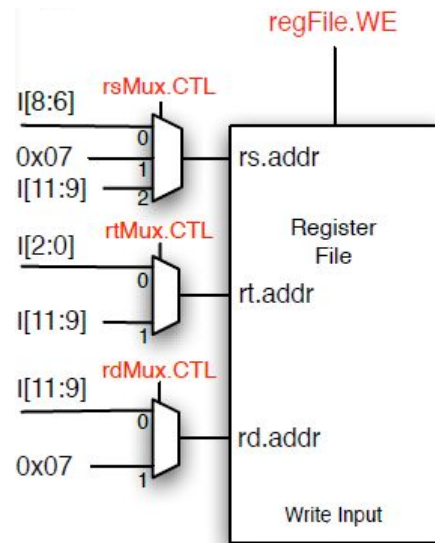 regFile.WE
rsMux.CTL
I[8:6]
0
0x07
1
I[11:9]
2
rs.addr
Register
File
rtMux.CTL
I[2:0]
0
rt.addr
I[11:9]
1
rdMux.CTL
I[11:9]
0
rd.addr
0x07
1
Write Input